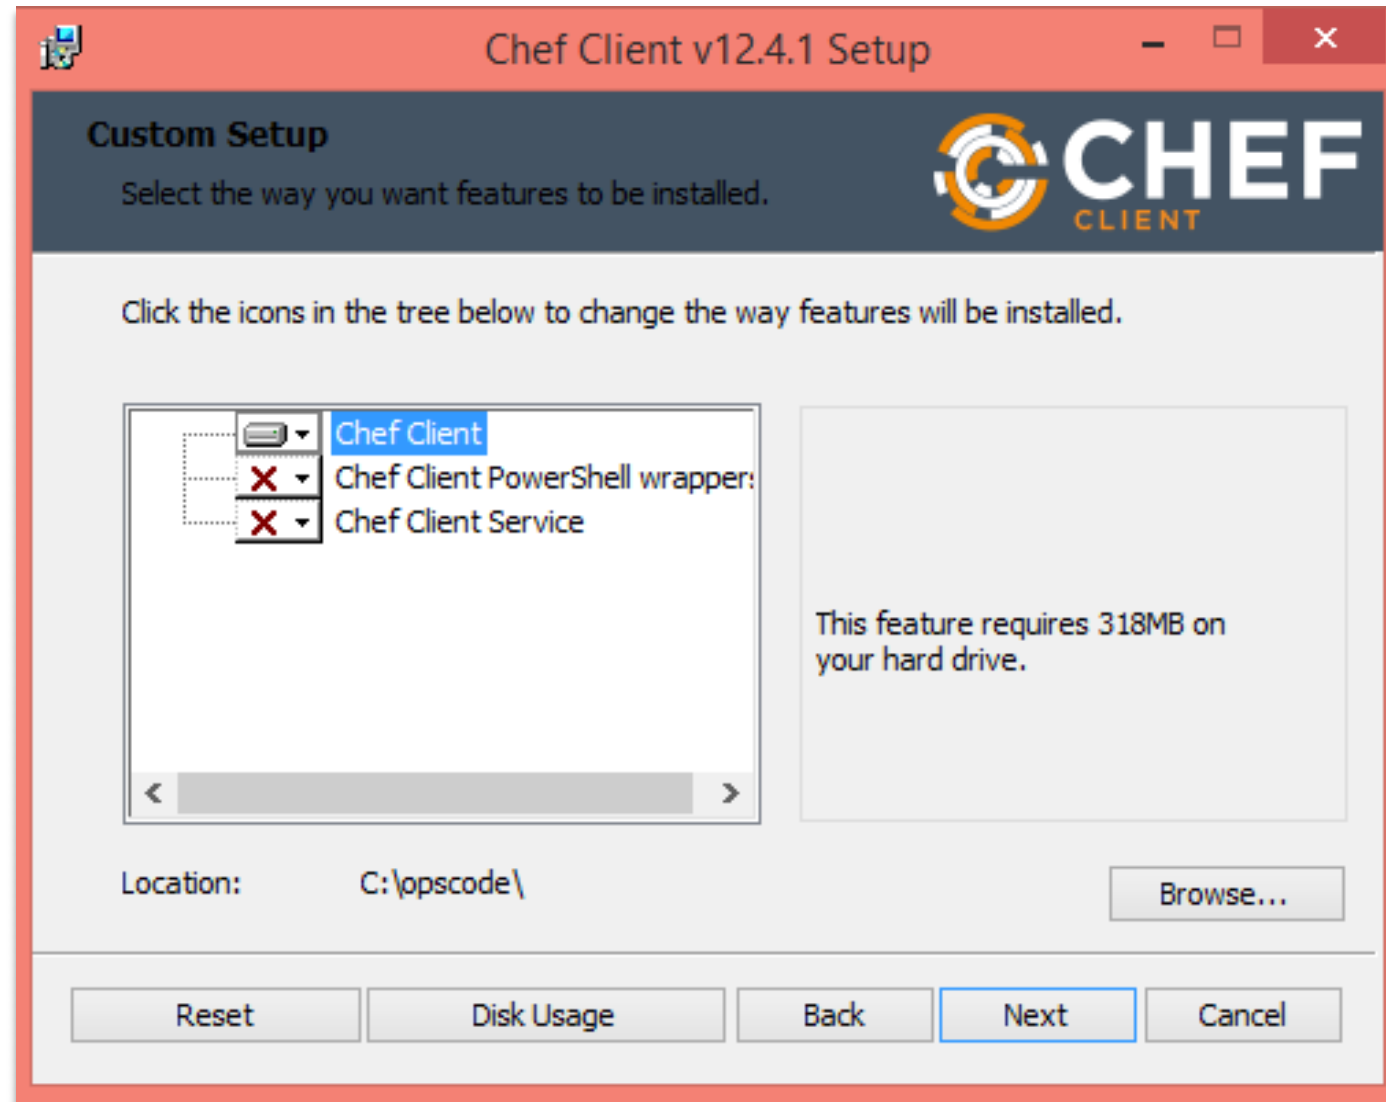 Chef Client v12.4.1 Setup
Custom Setup
Select the way you want features to be installed.
CHEF
CLIENT
Click the icons in the tree below to change the way features will be installed.
Chef Client
Chef Client PowerShell wrappers
Chef Client Service
This feature requires 318MB on
your hard drive.
Location: C:\opscode\
Browse...
Reset Disk Usage Back Next Cancel